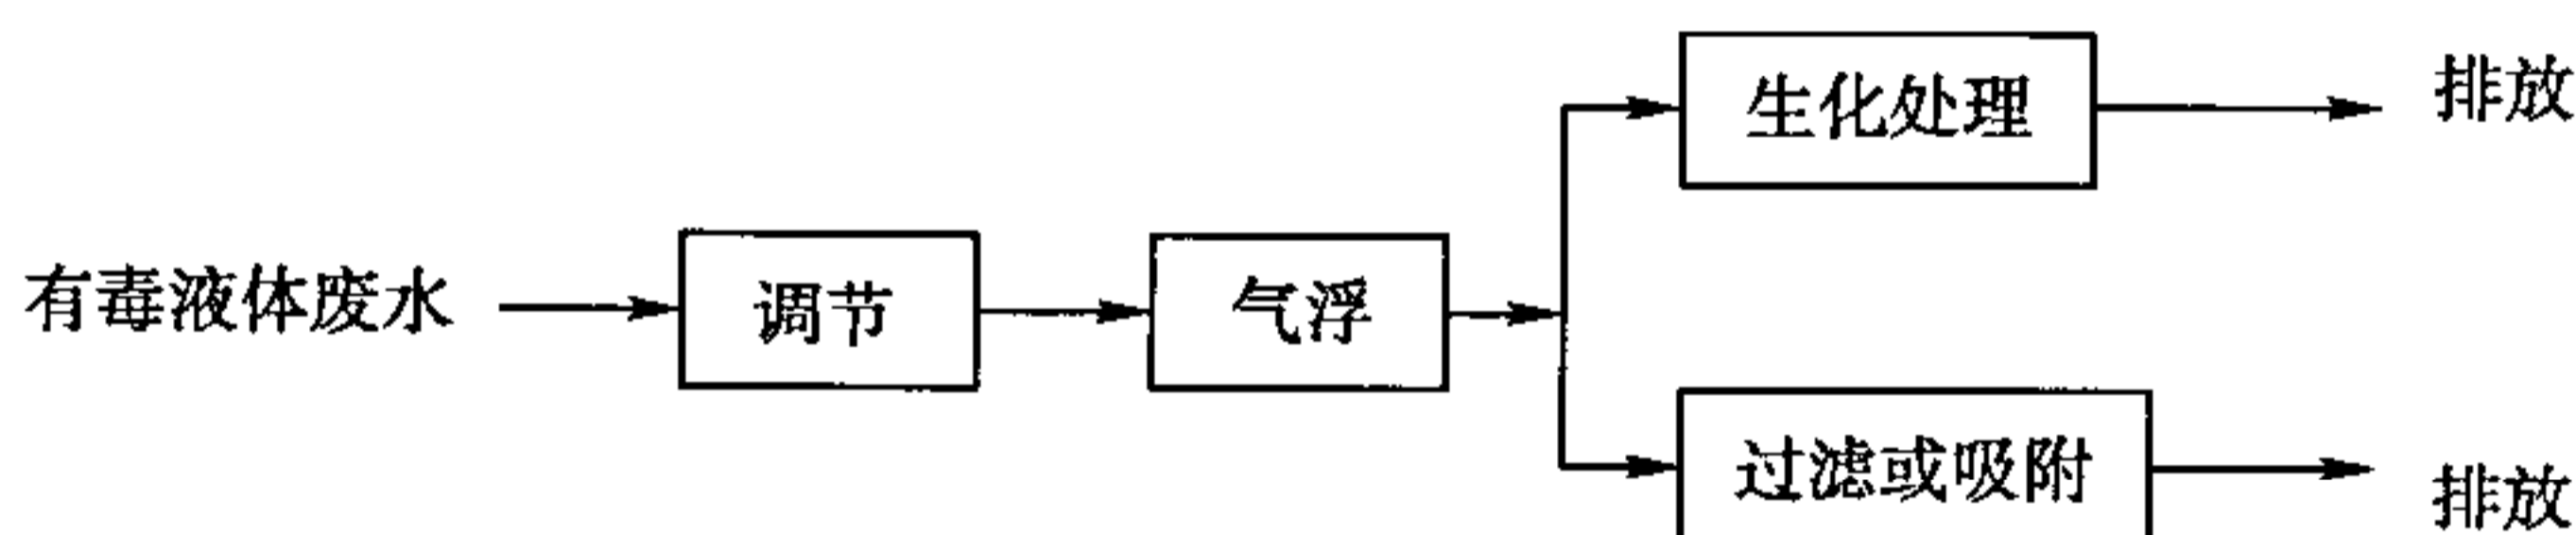 有毒液体废水
调节
气浮
生化处理
排放
过滤或吸附
排放